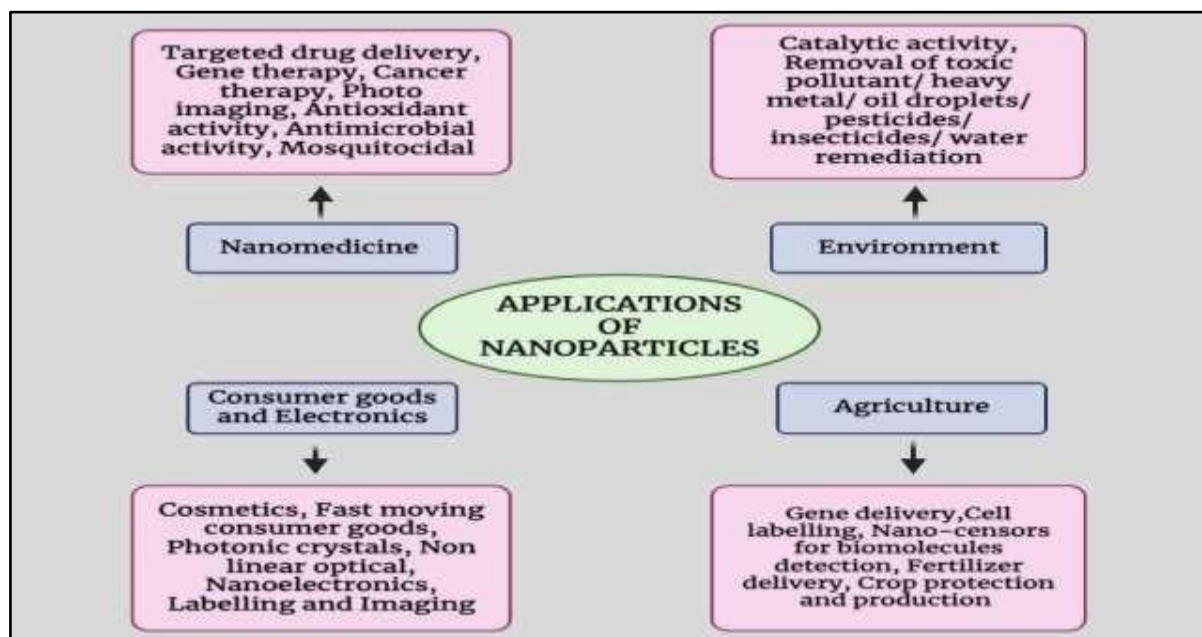 Targeted drug delivery,
Gene therapy, Cancer
therapy, Photo
imaging, Antioxidant
activity, Antimicrobial
activity, Mosquitocidal
Catalytic activity,
Removal of toxic
pollutant/ heavy
metal/ oil droplets/
pesticides/
insecticides/ water
remediation
Nanomedicine
Environment
APPLICATIONS
OF
NANOPARTICLES
Consumer goods
and Electronics
Agriculture
Cosmetics, Fast moving
consumer goods,
Photonic crystals, Non
linear optical,
Nanoelectronics,
Labelling and Imaging
Gene delivery,Cell
labelling, Nano-censors
for biomolecules
detection, Fertilizer
delivery, Crop protection
and production